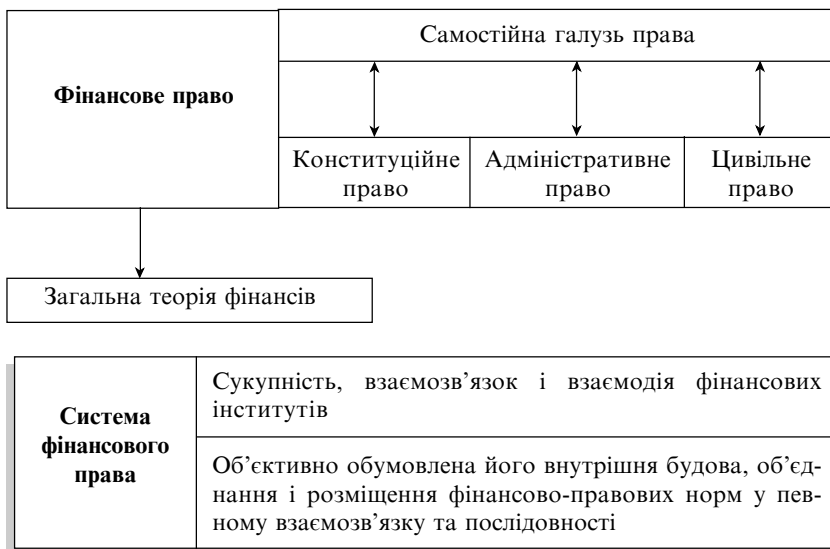 Самостійна галузь права
Фінансове право
Конституційне
право
Адміністративне
право
Цивільне
право
Загальна теорія фінансів
Система
фінансового
права
Сукупність, взаємозв’язок і взаємодія фінансових
інститутів
Об’єктивно обумовлена його внутрішня будова, об’єд-
нання і розміщення фінансово-правових норм у пев-
ному взаємозв’язку та послідовності